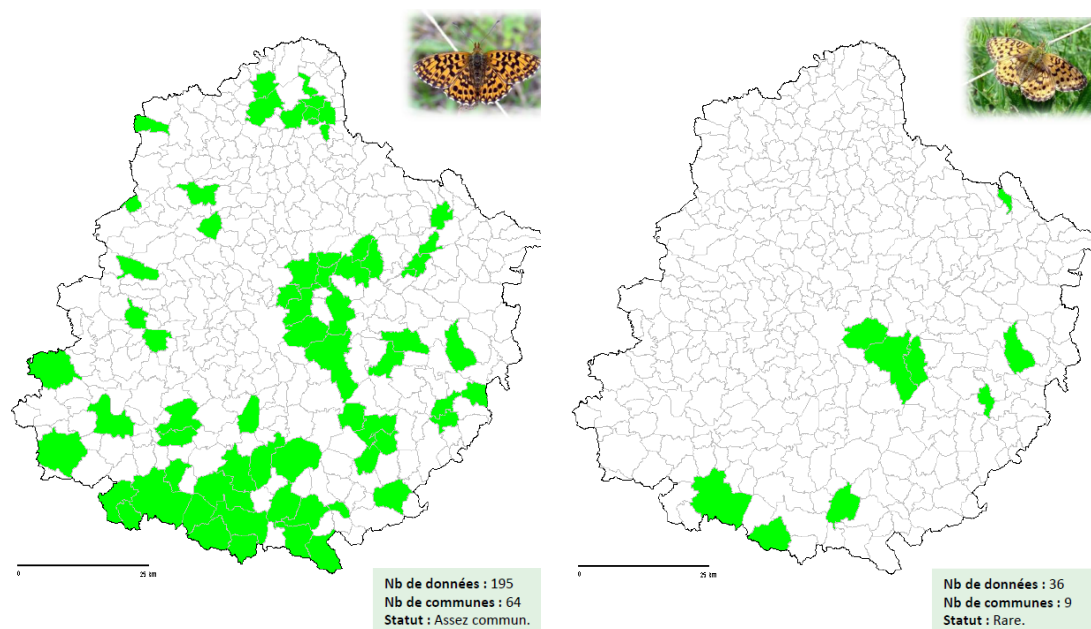 0 25 km
Nb de données : 195
Nb de communes : 64
Statut : Assez commun.
0 25 km
Nb de données : 36
Nb de communes : 9
Statut : Rare.